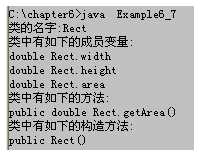 C:\chapter6>java  Example6_7
类的名字:Rect
类中有如下的成员变量:
double Rect.width
double Rect.height
double Rect.area
类中有如下的方法:
public double Rect.getArea()
类中有如下的构造方法:
public Rect()